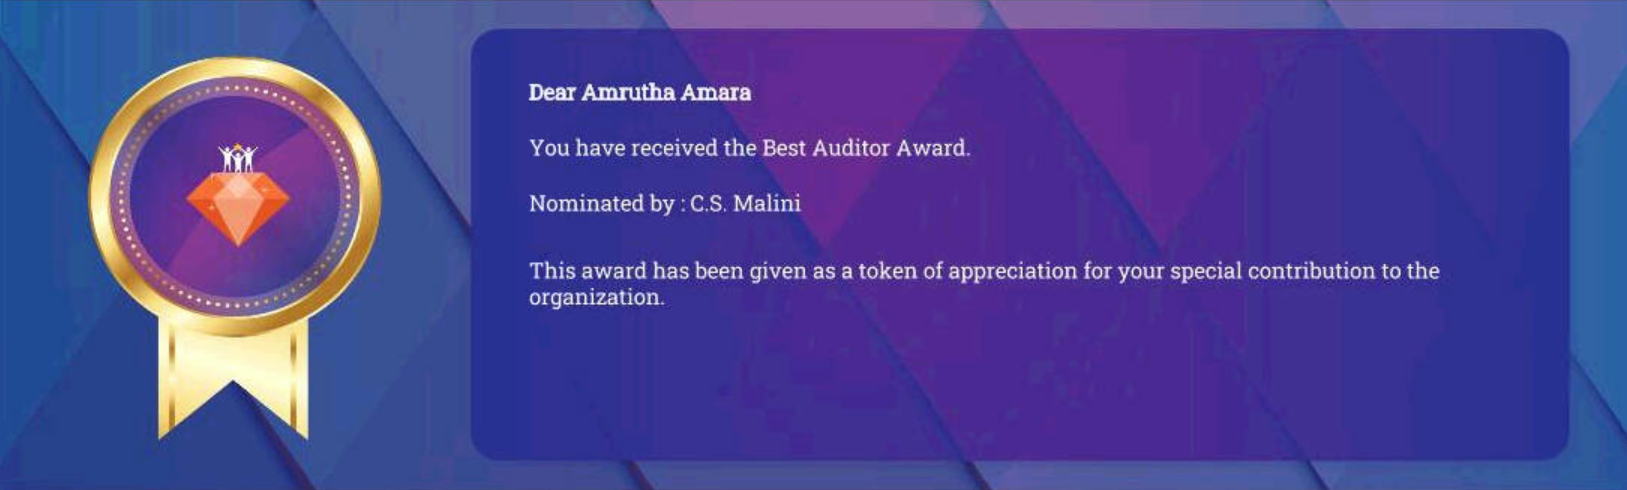 Dear Amrutha Amara
You have received the Best Auditor Award.
Nominated by : C.S. Malini
This award has been given as a token of appreciation for your special contribution to the
organization.